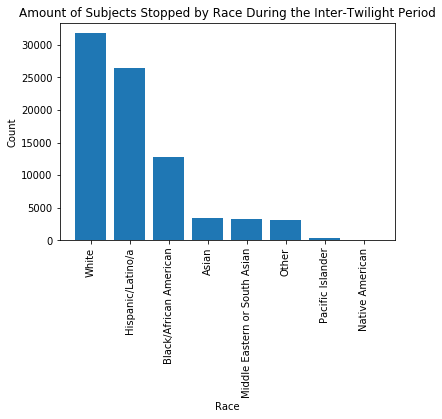 Amount of Subjects Stopped by Race During the Inter-Twilight Period
Count
30000
25000
20000
15000
10000
5000
0
White
Hispanic/Latino/a
Black/African American
Asian
Middle Eastern or South Asian
Other
Pacific Islander
Native American
Race